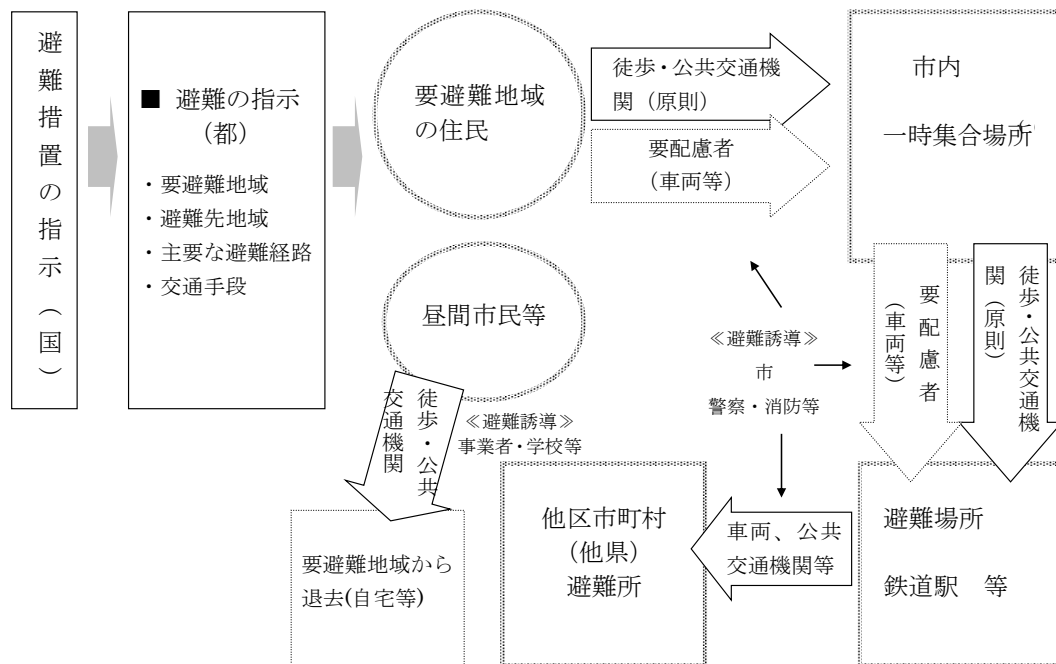 避難措置の指示（国）
■ 避難の指示
（都）
・要避難地域
・避難先地域
・主要な避難経路
・交通手段
要避難地域
の住民
徒歩・公共交通機
関（原則）
要配慮者
（車両等）
市内
一時集合場所
昼間市民等
徒歩・公共
交通機関
≪避難誘導≫
事業者・学校等
≪避難誘導≫
市
警察・消防等
要配慮者
（車両等）
徒歩・公共交通機
関（原則）
要避難地域から
退去(自宅等)
他区市町村
（他県）
避難所
車両、公共
交通機関等
避難場所
鉄道駅　等